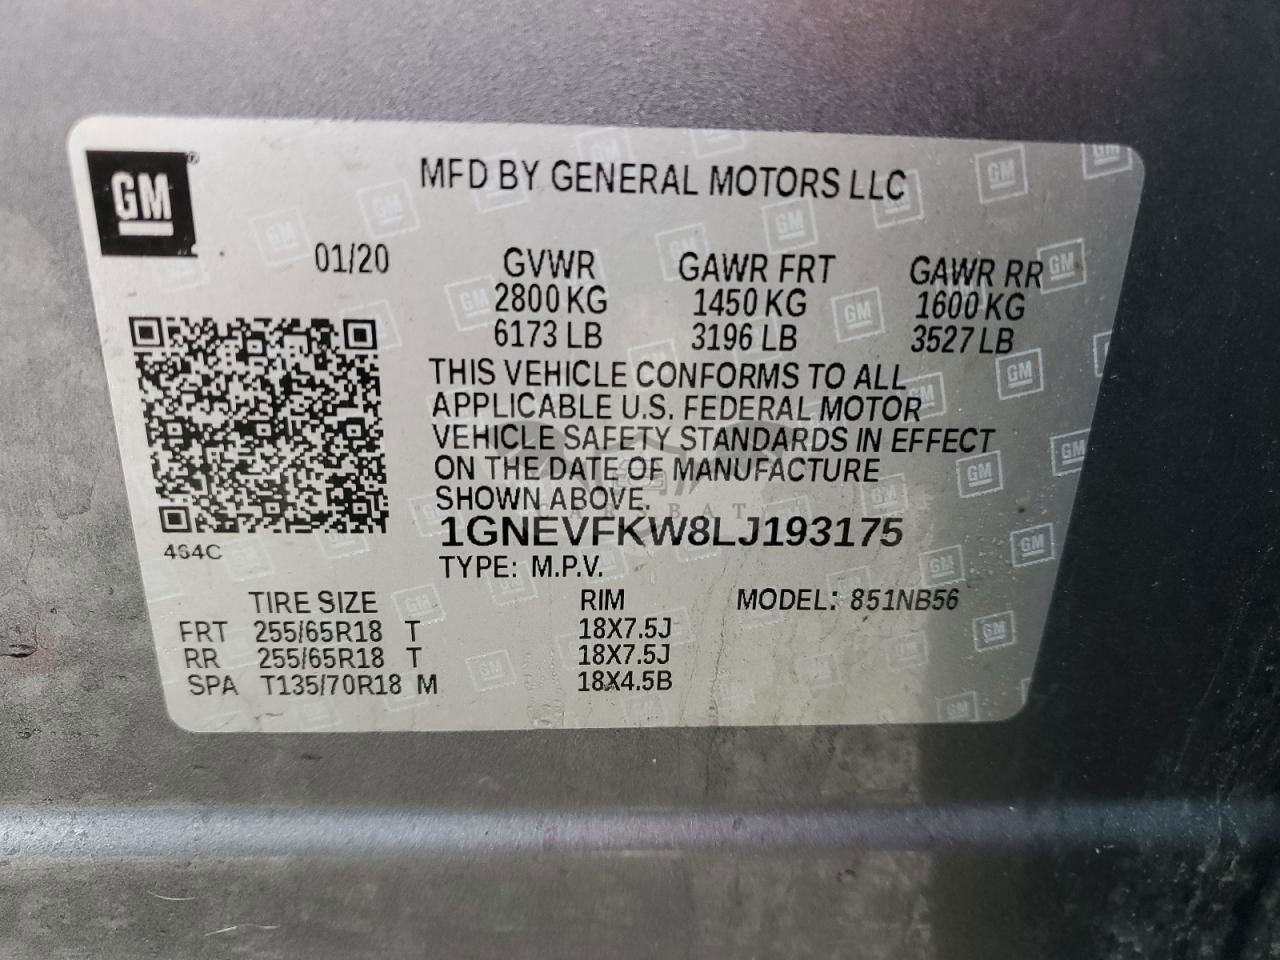 GM
MFD BY GENERAL MOTORS LLC
01/20
GVWR GAWR FRT GAWR RR
2800 KG 1450 KG 1600 KG
6173 LB 3196 LB 3527 LB
THIS VEHICLE CONFORMS TO ALL
APPLICABLE U.S. FEDERAL MOTOR
VEHICLE SAFETY STANDARDS IN EFFECT
ON THE DATE OF MANUFACTURE
SHOWN ABOVE.
1GNEVFKW8LJ193175
TYPE: M.P.V.
464C
TIRE SIZE RIM MODEL: 851NB56
FRT 255/65R18 T 18X7.5J
RR 255/65R18 T 18X7.5J
SPA T135/70R18 M 18X4.5B